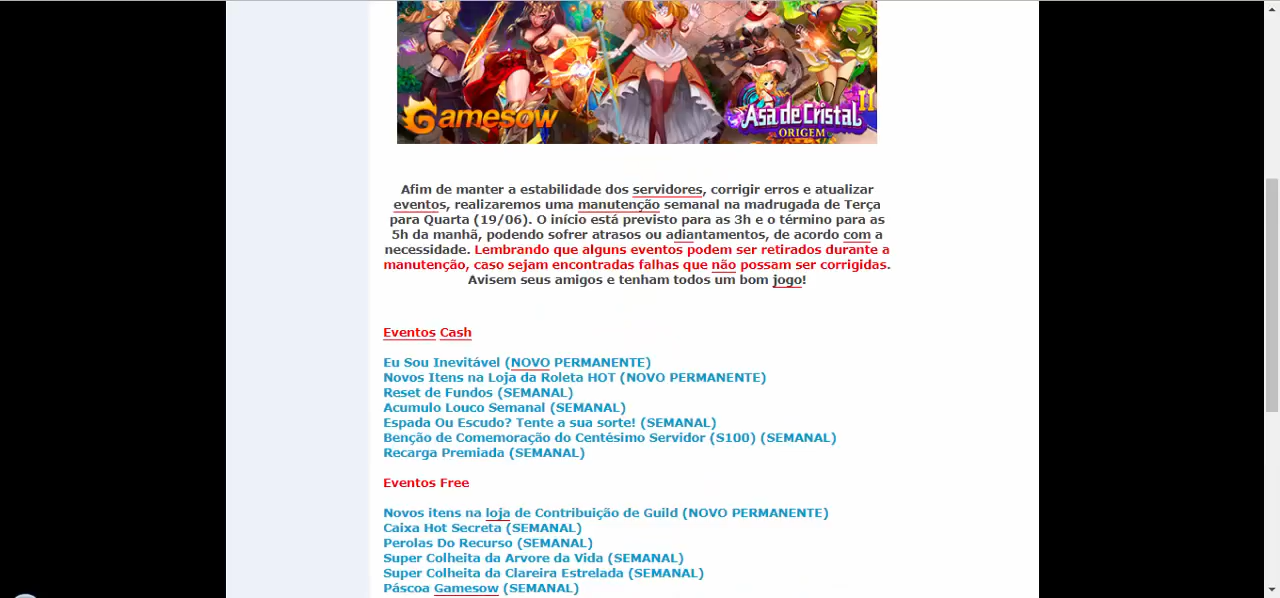 Gamesow
Asa de Cristal II
ORIGEM
Afim de manter a estabilidade dos servidores, corrigir erros e atualizar
eventos, realizaremos uma manutenção semanal na madrugada de Terça
para Quarta (19/06). O início está previsto para as 3h e o término para as
5h da manhã, podendo sofrer atrasos ou adiantamentos, de acordo com a
necessidade. Lembrando que alguns eventos podem ser retirados durante a
manutenção, caso sejam encontradas falhas que não possam ser corrigidas.
Avisem seus amigos e tenham todos um bom jogo!
Eventos Cash
Eu Sou Inevitável (NOVO PERMANENTE)
Novos Itens na Loja da Roleta HOT (NOVO PERMANENTE)
Reset de Fundos (SEMANAL)
Acumulo Louco Semanal (SEMANAL)
Espada Ou Escudo? Tente a sua sorte! (SEMANAL)
Benção de Comemoração do Centésimo Servidor (S100) (SEMANAL)
Recarga Premiada (SEMANAL)
Eventos Free
Novos itens na loja de Contribuição de Guild (NOVO PERMANENTE)
Caixa Hot Secreta (SEMANAL)
Perolas Do Recurso (SEMANAL)
Super Colheita da Arvore da Vida (SEMANAL)
Super Colheita da Clareira Estrelada (SEMANAL)
Páscoa Gamesow (SEMANAL)